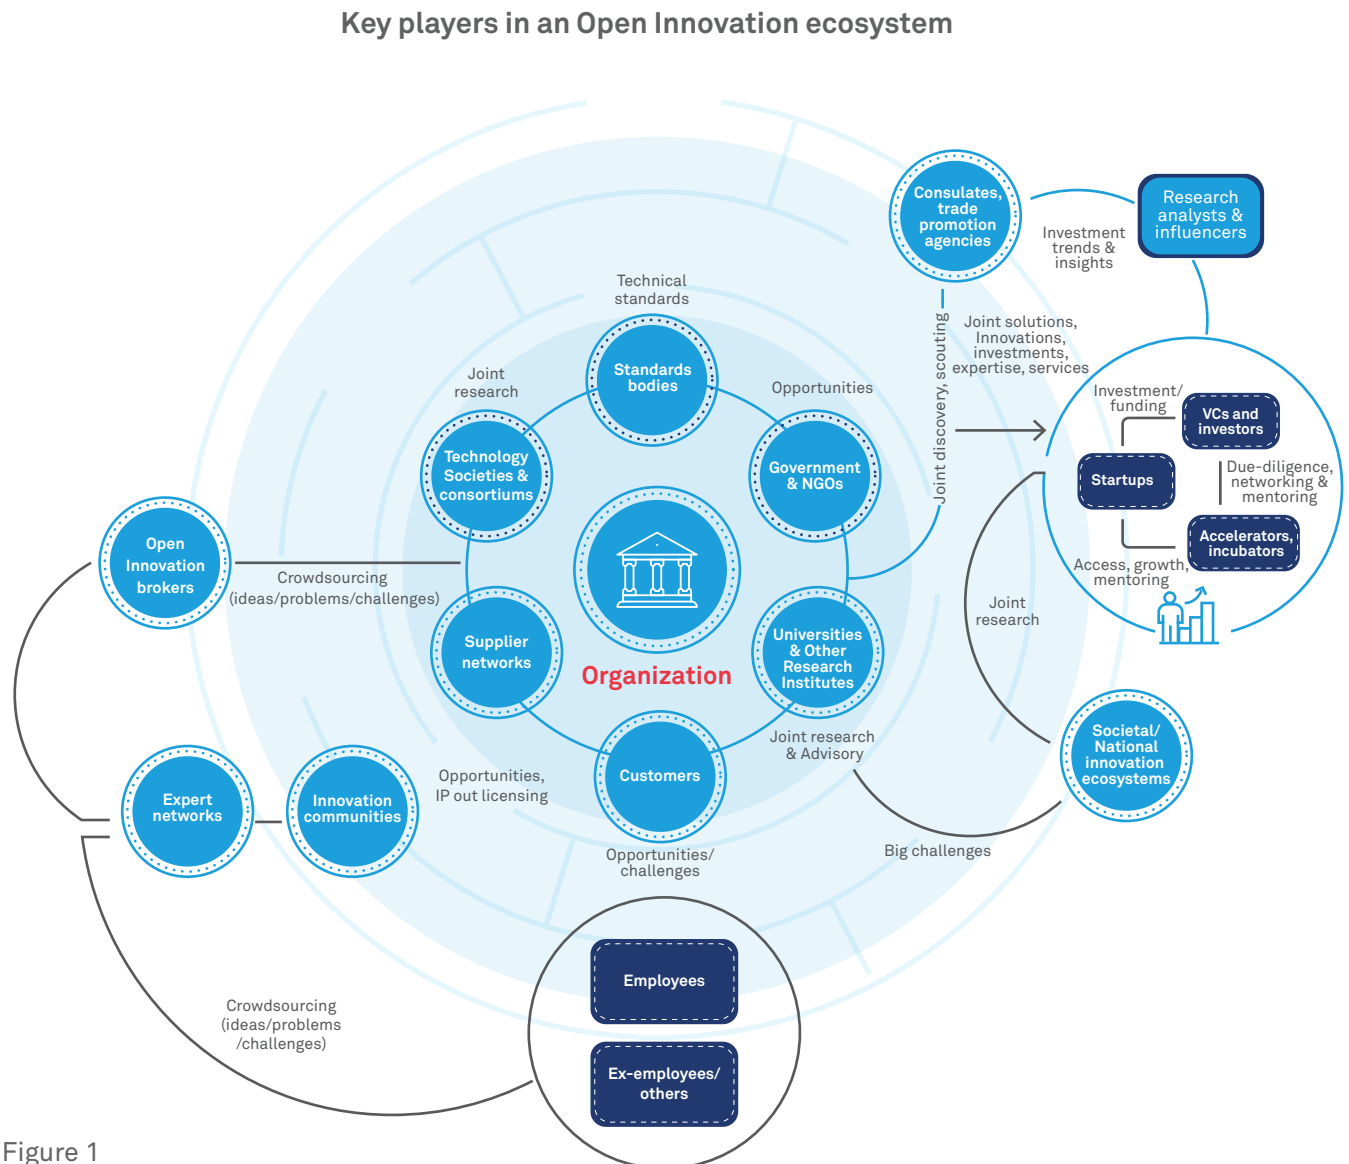 Key players in an Open Innovation ecosystem
Consulates,
trade
promotion
agencies
Research
analysts &
influencers
Investment
trends &
insights
Technical
standards
Standards
bodies
Joint
research
Opportunities
Technology
Societies &
consortiums
Government
& NGOs
Joint discovery, scouting
Joint solutions,
Innovations,
investments,
expertise, services
Investment/
funding
VCs and
investors
Startups
Due-diligence,
networking &
mentoring
Accelerators,
incubators
Access, growth,
mentoring
Open
Innovation
brokers
Crowdsourcing
(ideas/problems/challenges)
Supplier
networks
Organization
Universities
& Other
Research
Institutes
Joint
research
Joint research
& Advisory
Societal/
National
innovation
ecosystems
Customers
Opportunities,
IP out licensing
Expert
networks
Innovation
communities
Opportunities/
challenges
Big challenges
Employees
Crowdsourcing
(ideas/problems
/challenges)
Ex-employees/
others
Figure 1